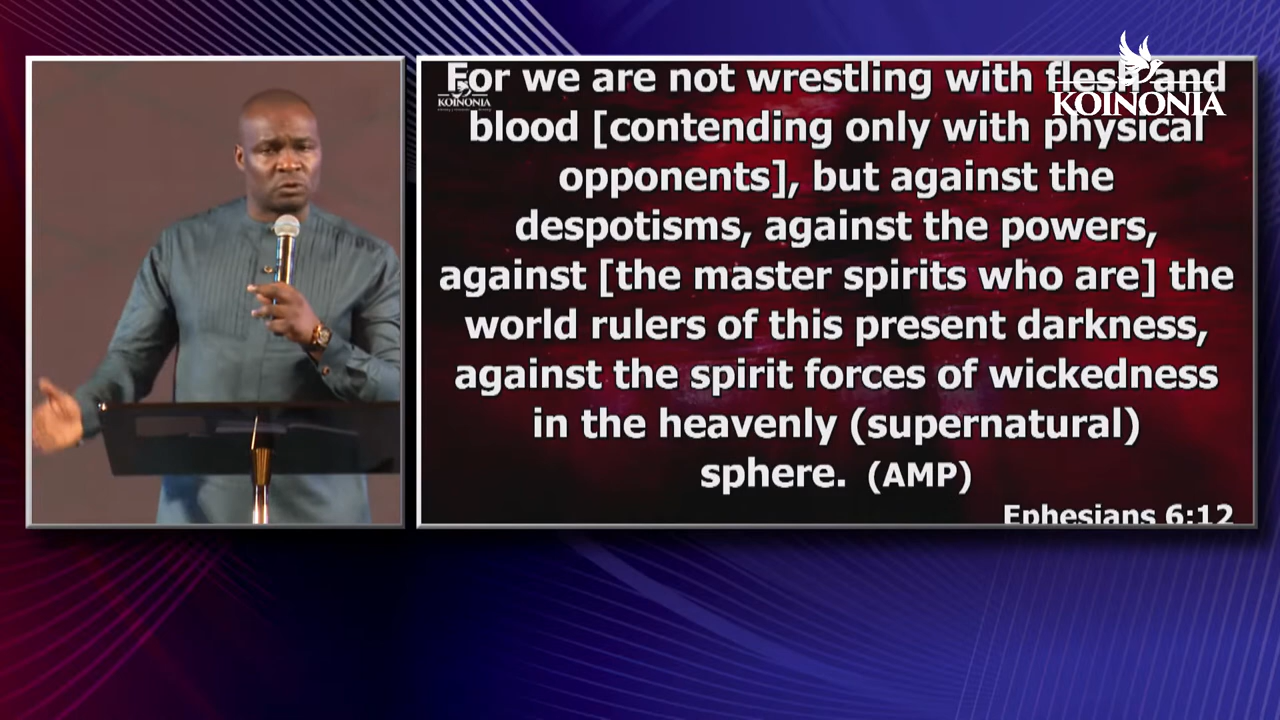 KOINONIA
For we are not wrestling with flesh and
KOINONIA
blood [contending only with physical
opponents], but against the
despotisms, against the powers,
against [the master spirits who are] the
world rulers of this present darkness,
against the spirit forces of wickedness
in the heavenly (supernatural)
sphere. (AMP)
Ephesians 6:12